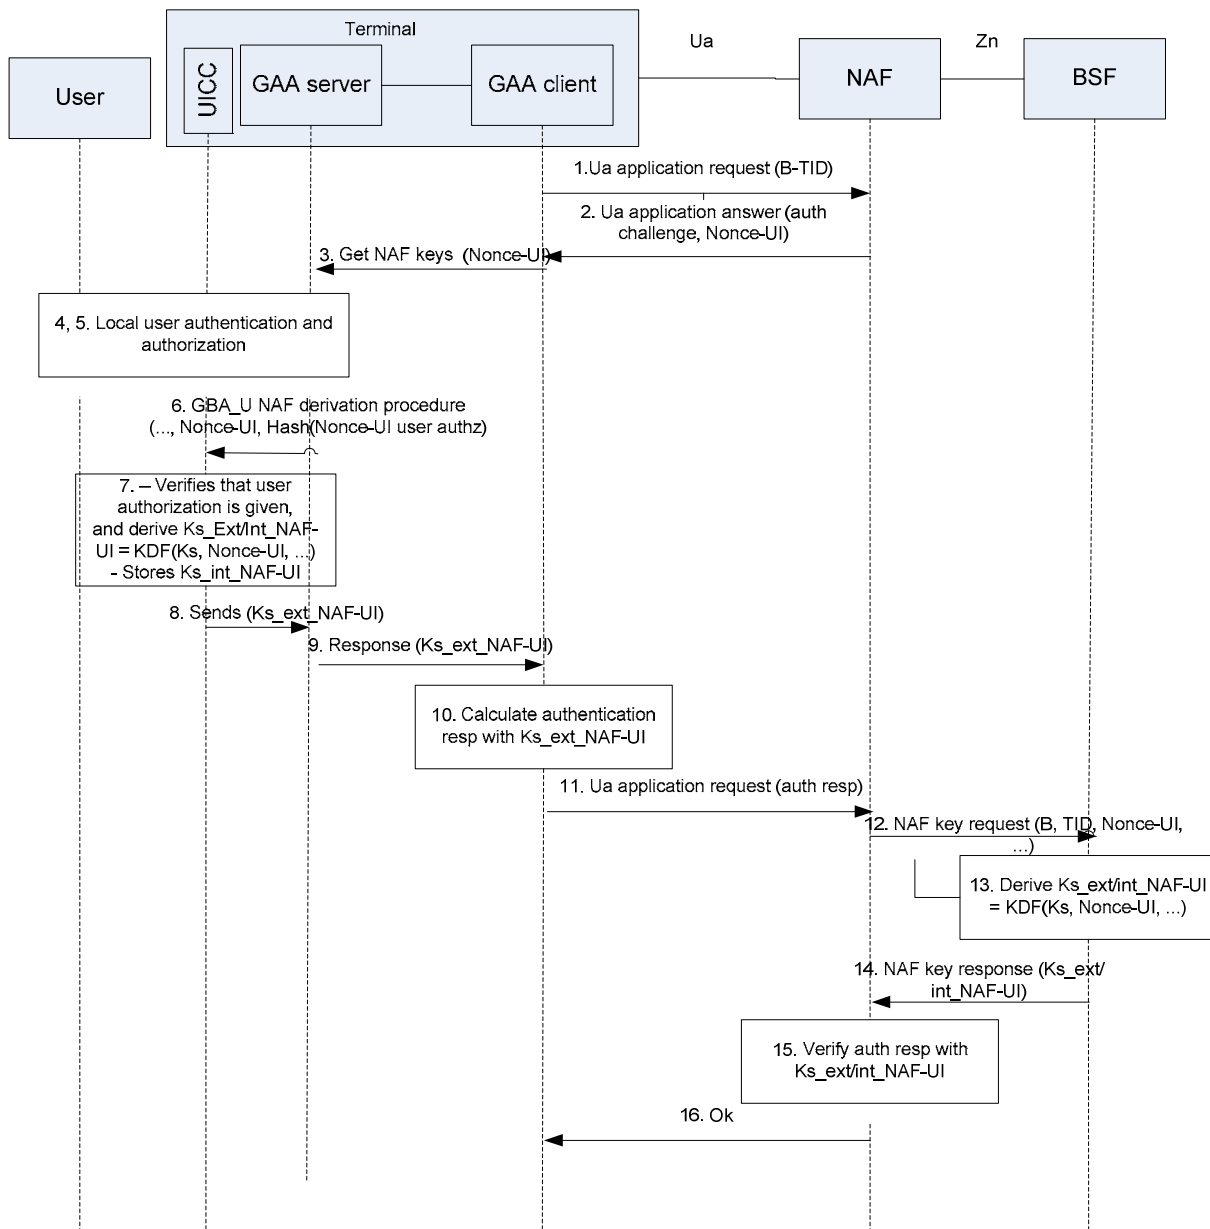 Terminal
Ua
Zn
User
UICC
GAA server
GAA client
NAF
BSF
1.Ua application request (B-TID)
2. Ua application answer (auth
challenge, Nonce-UI)
3. Get NAF keys (Nonce-UI)
4, 5. Local user authentication and
authorization
6. GBA_U NAF derivation procedure
(..., Nonce-UI, Hash(Nonce-UI user authz)
7. – Verifies that user
authorization is given,
and derive Ks_Ext/Int_NAF-
UI = KDF(Ks, Nonce-UI, ...)
- Stores Ks_int_NAF-UI
8. Sends (Ks_ext_NAF-UI)
9. Response (Ks_ext_NAF-UI)
10. Calculate authentication
resp with Ks_ext_NAF-UI
11. Ua application request (auth resp)
12. NAF key request (B, TID, Nonce-UI,
...)
13. Derive Ks_ext/int_NAF-UI
= KDF(Ks, Nonce-UI, ...)
14. NAF key response (Ks_ext/
int_NAF-UI)
15. Verify auth resp with
Ks_ext/int_NAF-UI
16. Ok